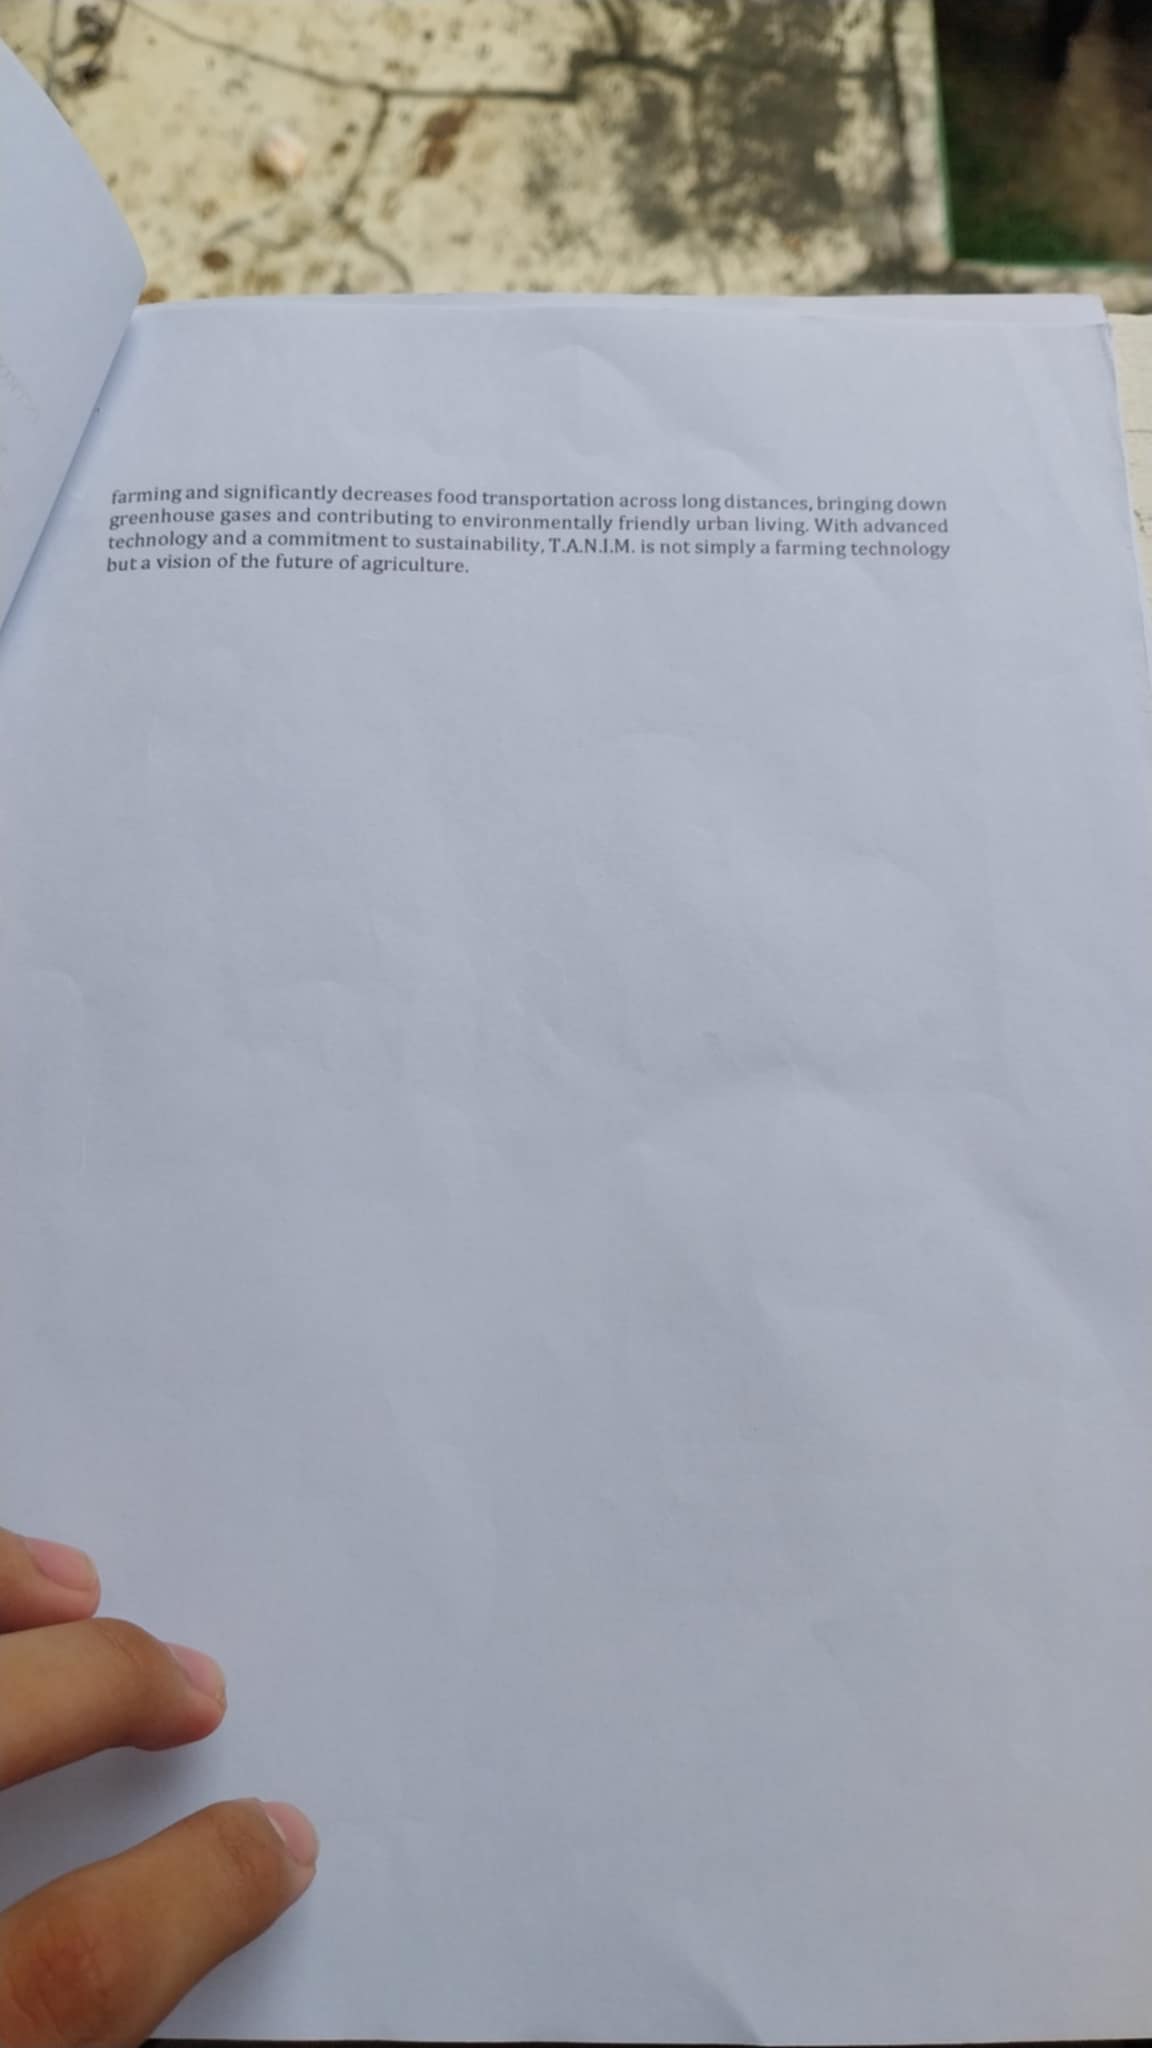 farming and significantly decreases food transportation across long distances, bringing down
greenhouse gases and contributing to environmentally friendly urban living. With advanced
technology and a commitment to sustainability, T.A.N.I.M. is not simply a farming technology
but a vision of the future of agriculture.